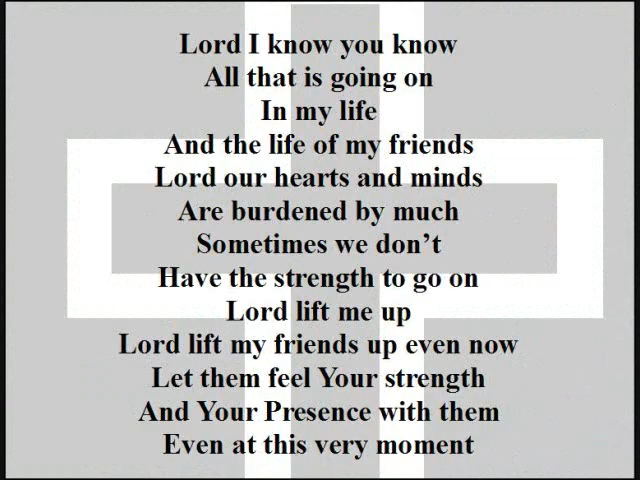 Lord I know you know
All that is going on
In my life
And the life of my friends
Lord our hearts and minds
Are burdened by much
Sometimes we don’t
Have the strength to go on
Lord lift me up
Lord lift my friends up even now
Let them feel Your strength
And Your Presence with them
Even at this very moment